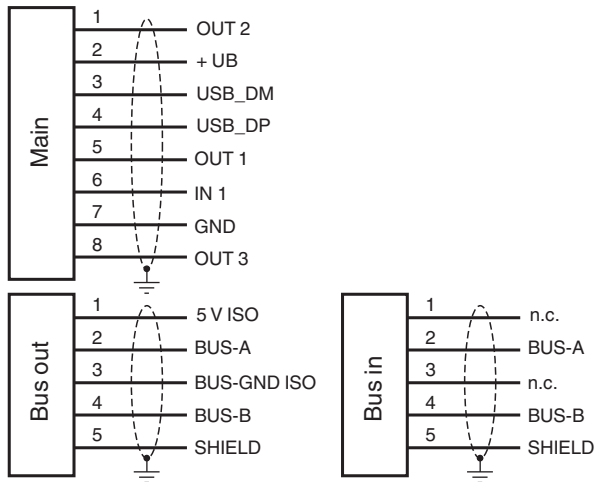 Main
1 OUT 2
2 + UB
3 USB_DM
4 USB_DP
5 OUT 1
6 IN 1
7 GND
8 OUT 3
Bus out
1 5 V ISO
2 BUS-A
3 BUS-GND ISO
4 BUS-B
5 SHIELD
Bus in
1 n.c.
2 BUS-A
3 n.c.
4 BUS-B
5 SHIELD